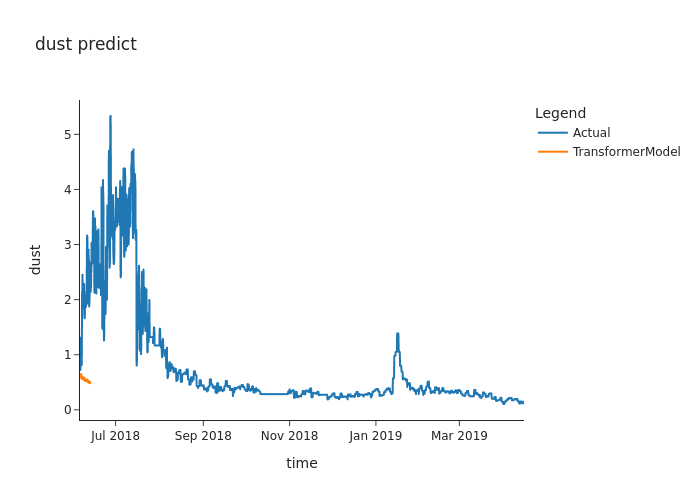 dust predict
Legend
Actual
TransformerModel
5
4
3
2
1
0
dust
Jul 2018 Sep 2018 Nov 2018 Jan 2019 Mar 2019
time